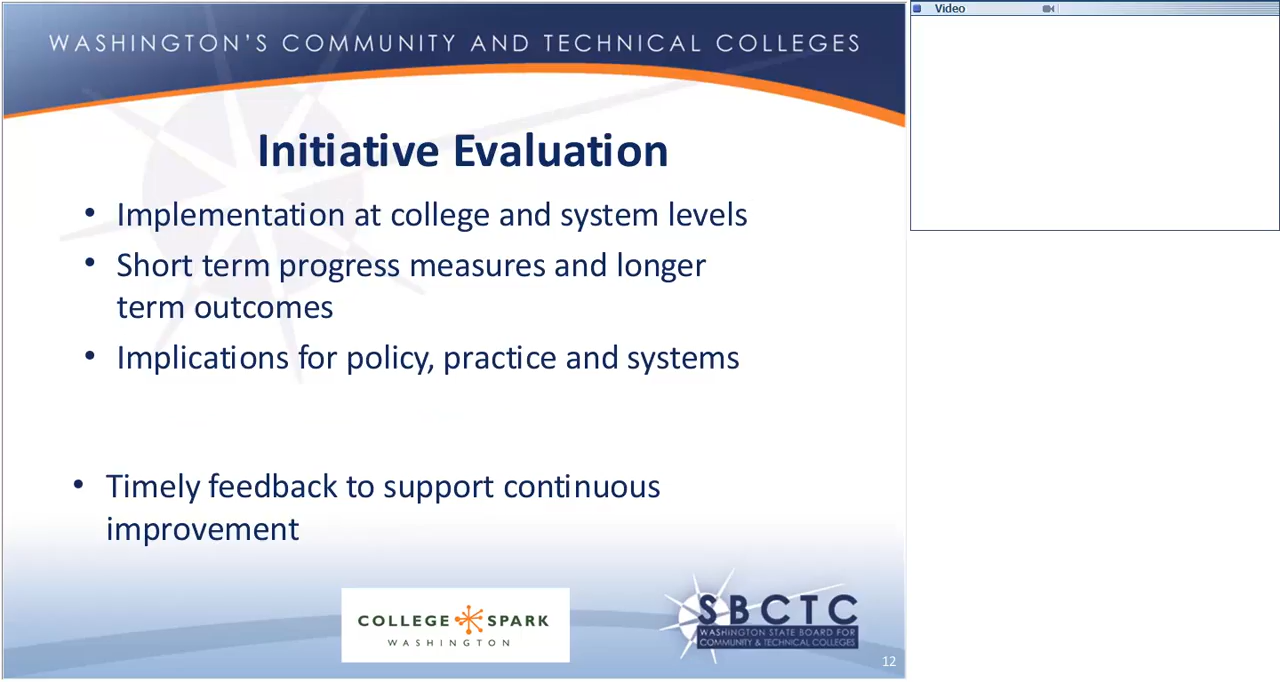 WASHINGTON'S COMMUNITY AND TECHNICAL COLLEGES
Video
Initiative Evaluation
• Implementation at college and system levels
• Short term progress measures and longer
term outcomes
• Implications for policy, practice and systems
• Timely feedback to support continuous
improvement
COLLEGE SPARK
WASHINGTON
SBCTC
WASHINGTON STATE BOARD FOR
COMMUNITY & TECHNICAL COLLEGES
12